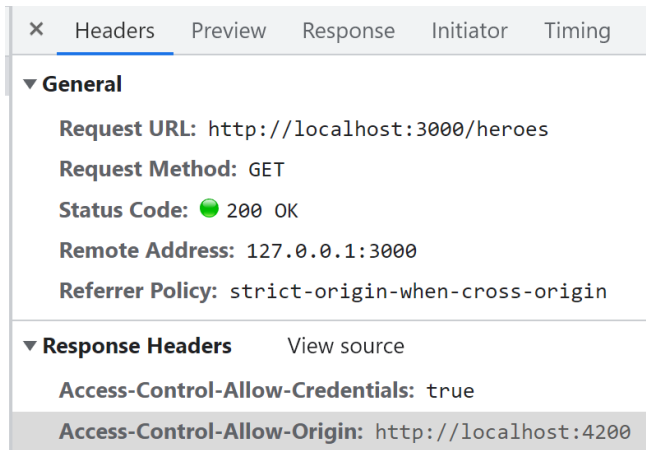 × Headers Preview Response Initiator Timing
▼ General
Request URL: http://localhost:3000/heroes
Request Method: GET
Status Code: 200 OK
Remote Address: 127.0.0.1:3000
Referrer Policy: strict-origin-when-cross-origin
▼ Response Headers View source
Access-Control-Allow-Credentials: true
Access-Control-Allow-Origin: http://localhost:4200